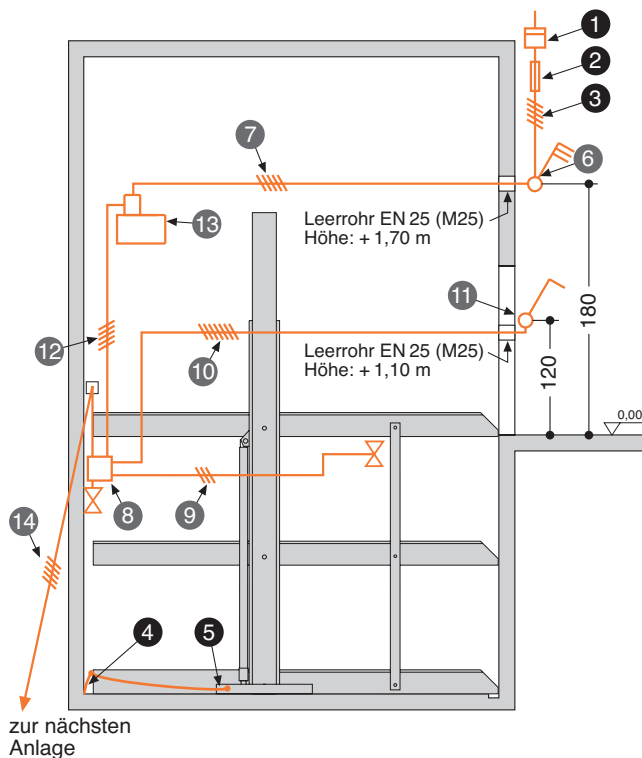 1
2
3
7
6
Leerrohr EN 25 (M25)
Höhe: + 1,70 m
13
11
180
12
10
Leerrohr EN 25 (M25)
Höhe: + 1,10 m
120
0,00
8
9
14
4
5
zur nächsten
Anlage